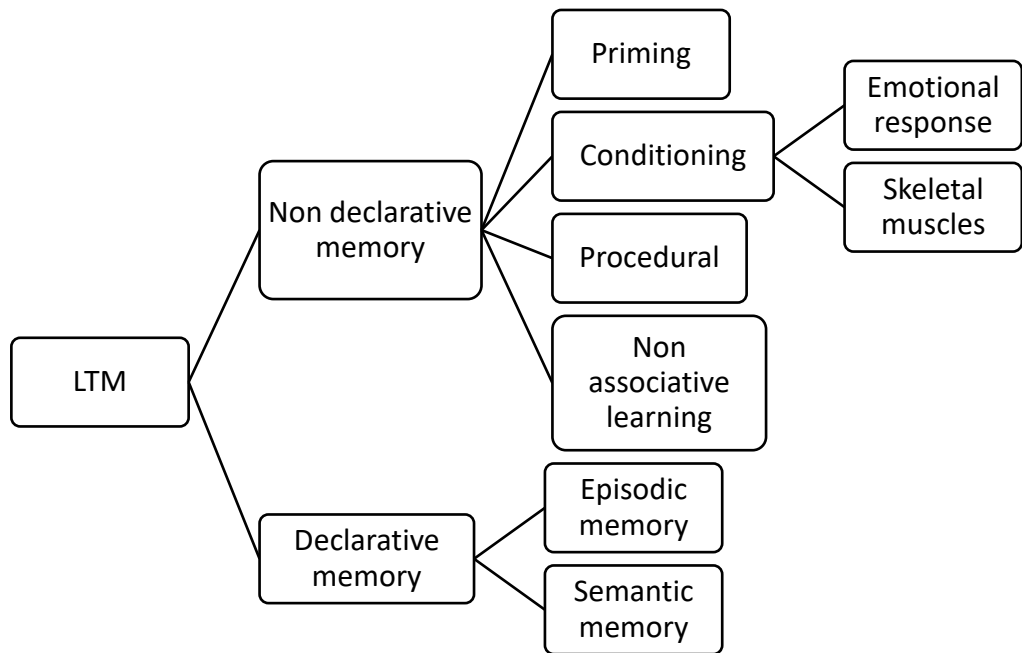 Priming
Emotional
response
Conditioning
Skeletal
muscles
Non declarative
memory
Procedural
Non
associative
learning
LTM
Episodic
memory
Declarative
memory
Semantic
memory